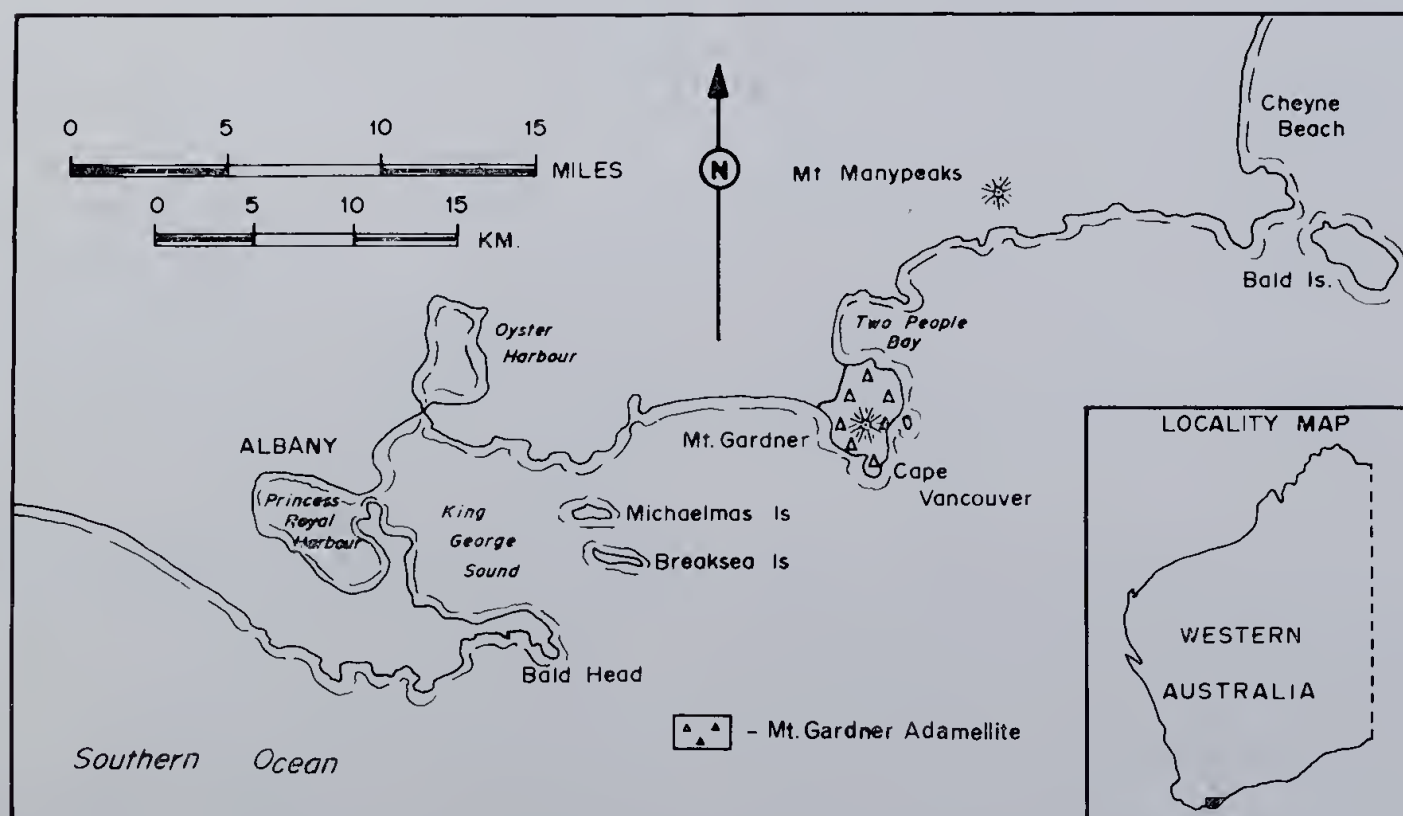 0 5 10 15
MILES
0 5 10 15
KM.
N
Mt Manypeaks
Cheyne
Beach
Bald Is.
Oyster
Harbour
Two People
Bay
ALBANY
Mt. Gardner
Cape
Vancouver
Princess
Royal
Harbour
King
George
Sound
Michaelmas Is
Breaksea Is
Bald Head
Southern Ocean
- Mt. Gardner Adamellite
LOCALITY MAP
WESTERN
AUSTRALIA